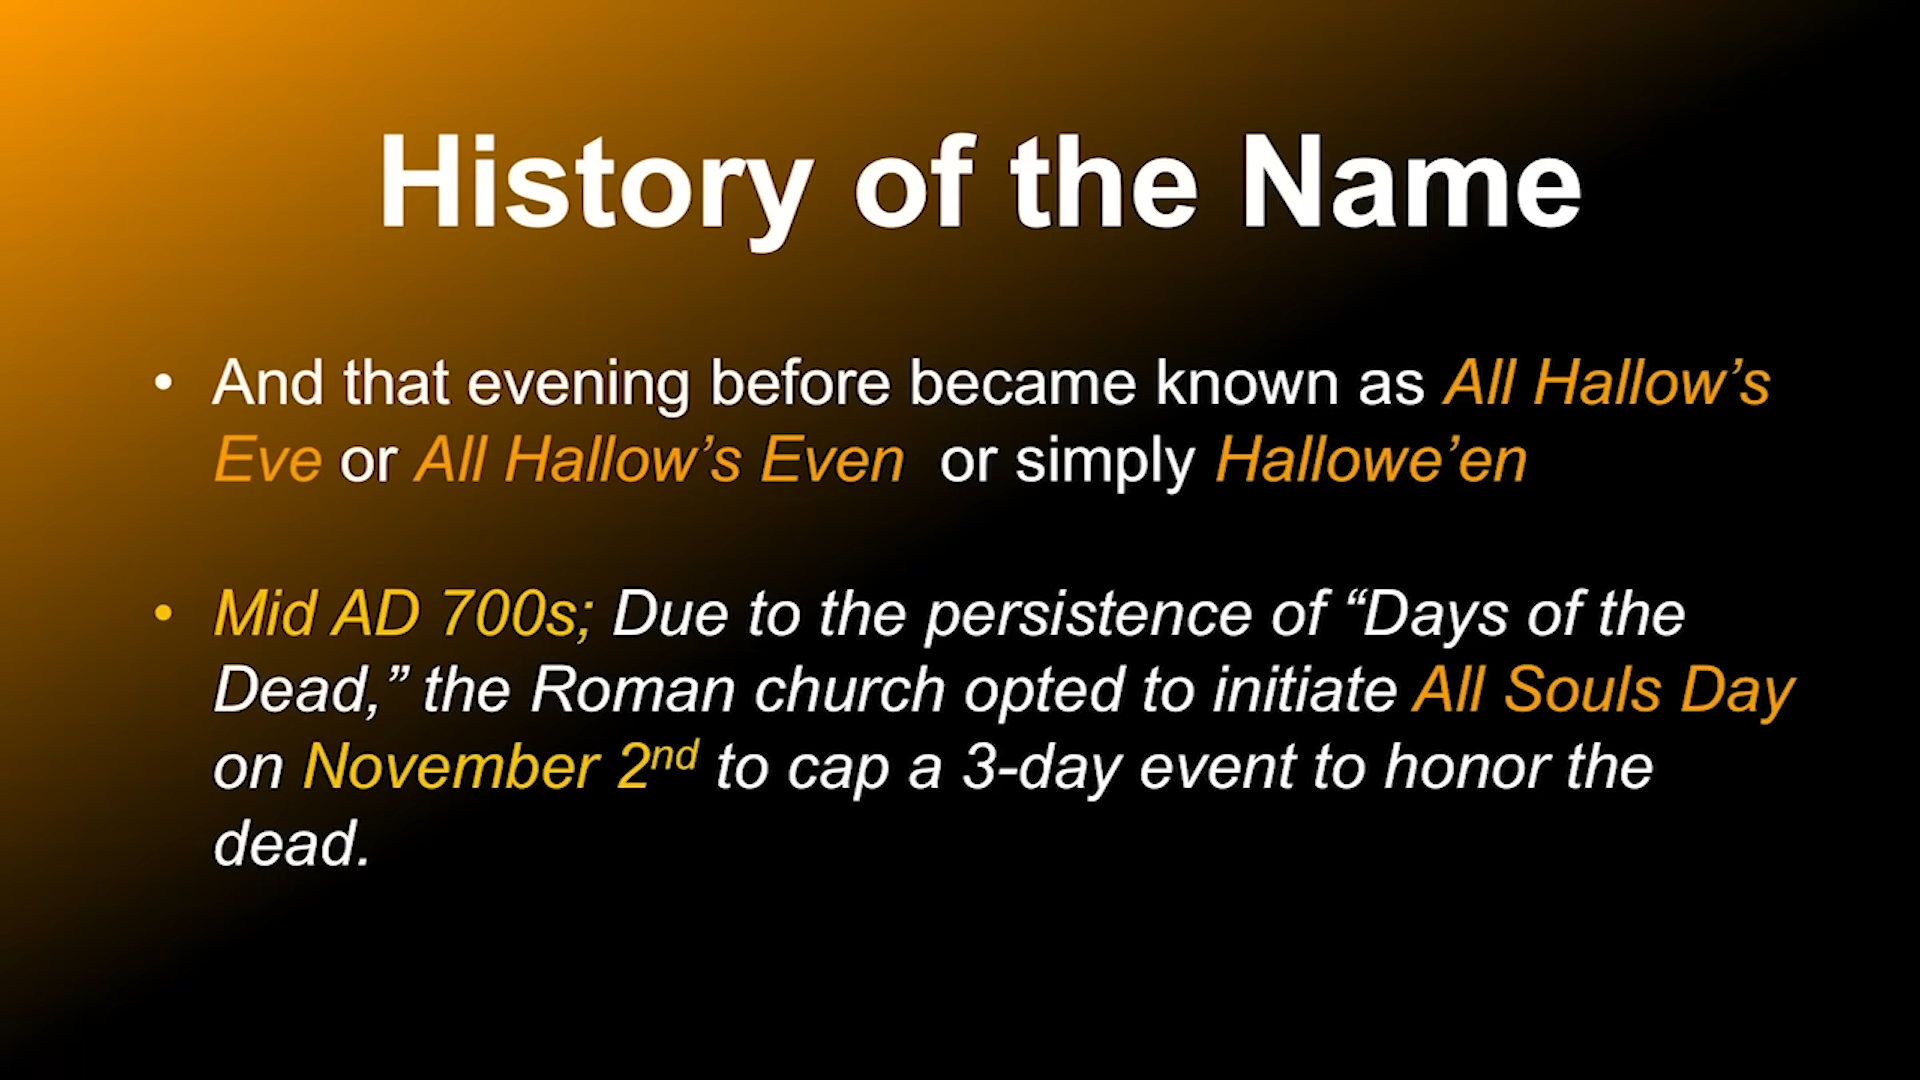 History of the Name
• And that evening before became known as All Hallow’s
Eve or All Hallow’s Even or simply Hallowe’en
• Mid AD 700s; Due to the persistence of “Days of the
Dead,” the Roman church opted to initiate All Souls Day
on November 2nd to cap a 3-day event to honor the
dead.